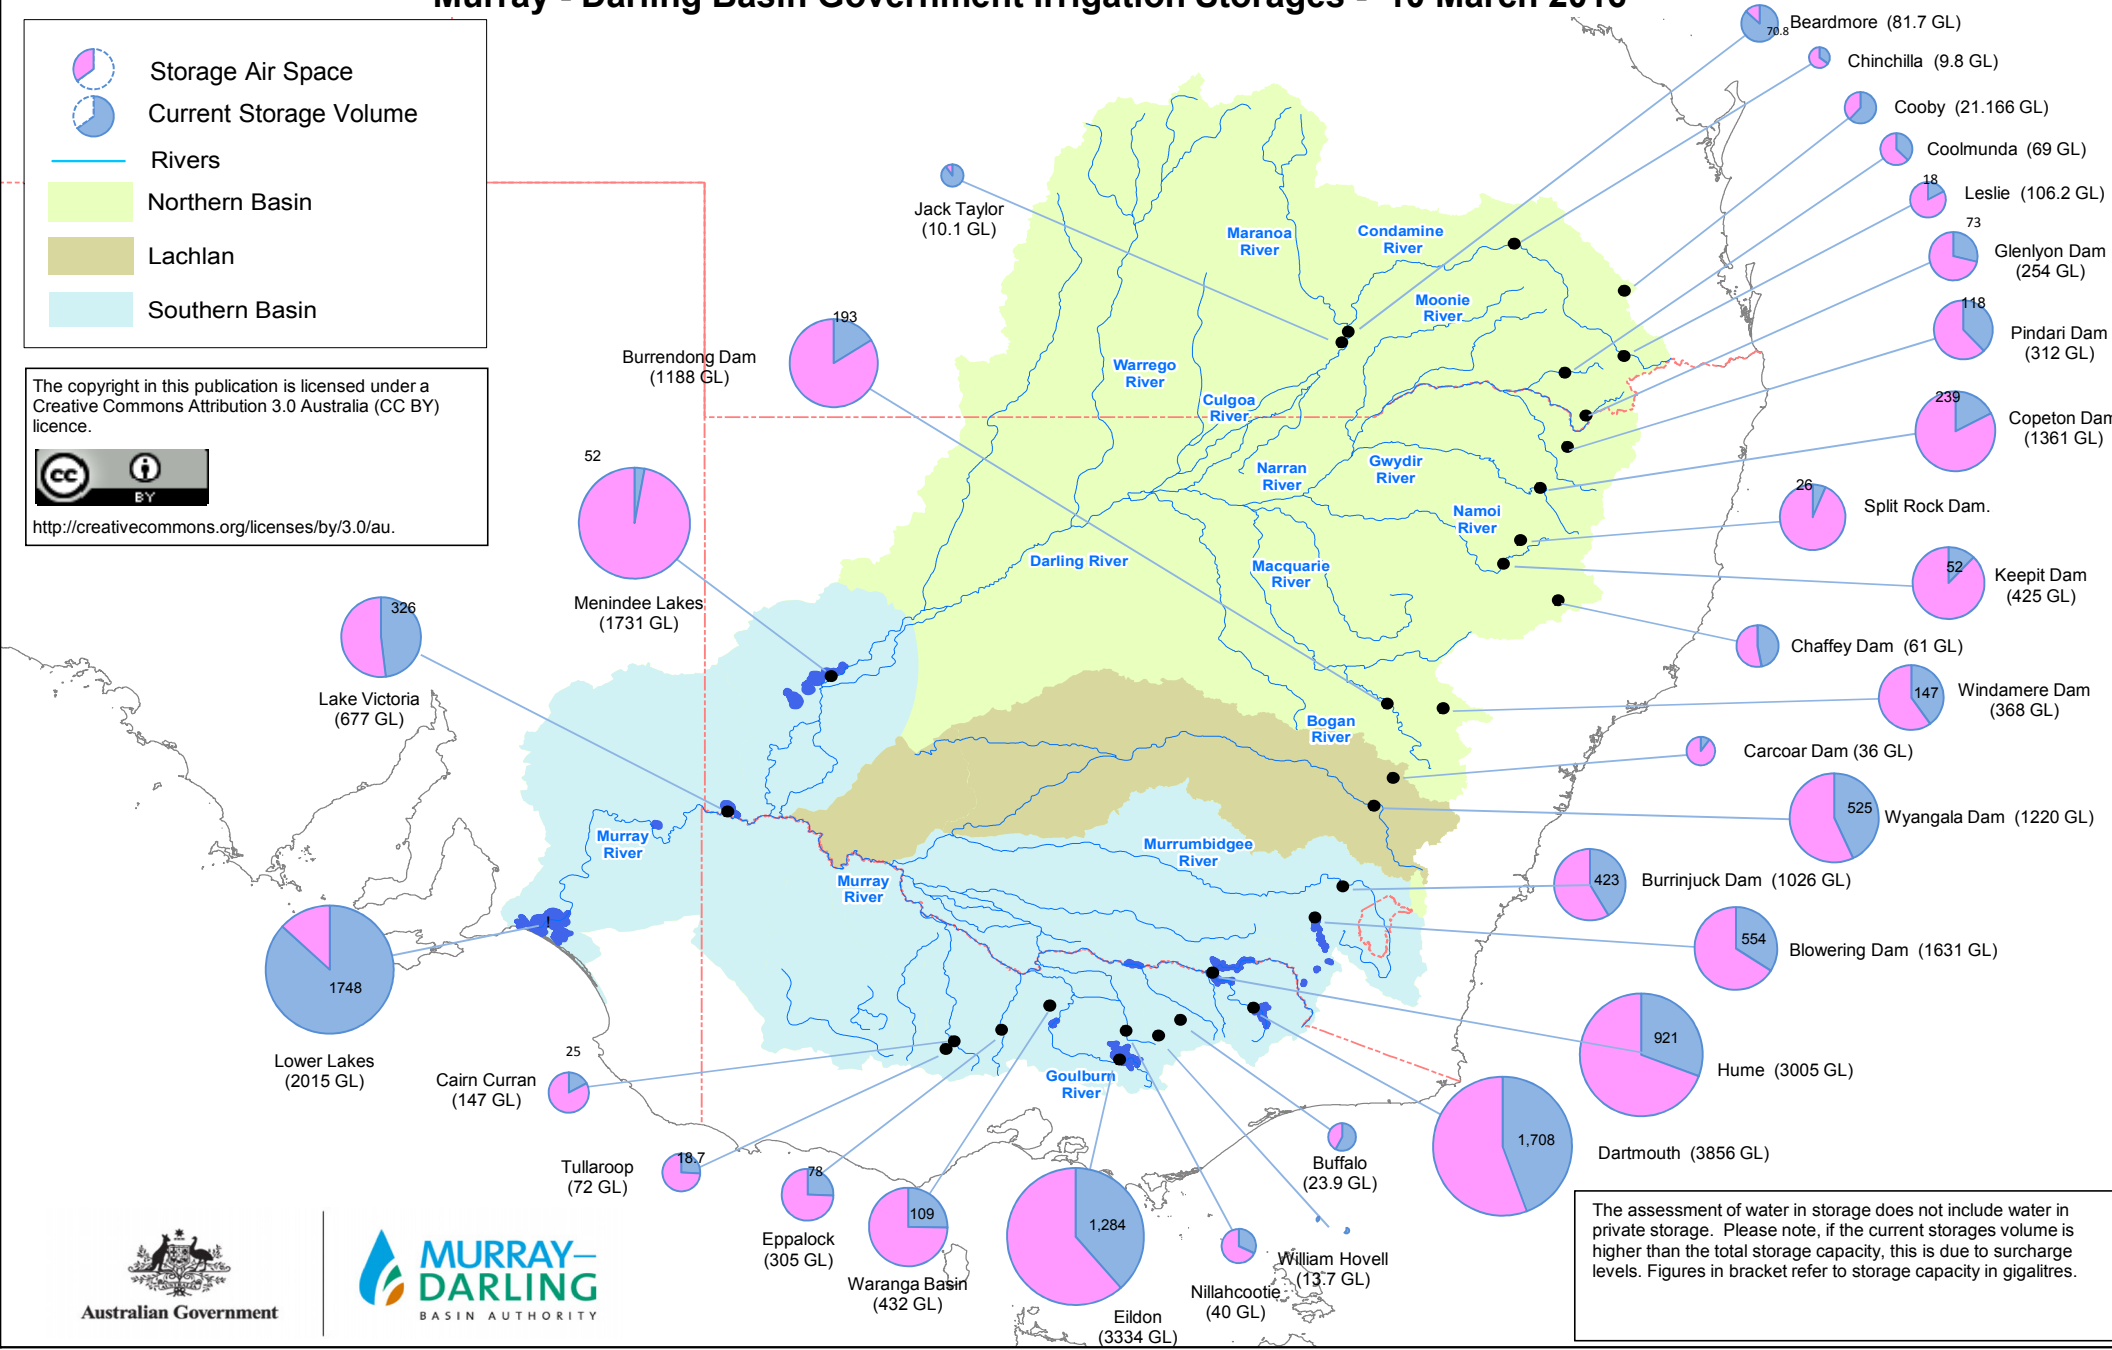 Murray - Darling Basin Government Irrigation Storages - 10 March 2016
Storage Air Space
Current Storage Volume
Rivers
Northern Basin
Lachlan
Southern Basin
The copyright in this publication is licensed under a
Creative Commons Attribution 3.0 Australia (CC BY)
licence.
cc
BY
http://creativecommons.org/licenses/by/3.0/au.
70.8
Beardmore (81.7 GL)
Chinchilla (9.8 GL)
Cooby (21.166 GL)
Coolmunda (69 GL)
18
Leslie (106.2 GL)
73
Glenlyon Dam
(254 GL)
118
Pindari Dam
(312 GL)
239
Copeton Dam
(1361 GL)
26
Split Rock Dam.
52
Keepit Dam
(425 GL)
Chaffey Dam (61 GL)
147
Windamere Dam
(368 GL)
Carcoar Dam (36 GL)
525
Wyangala Dam (1220 GL)
423
Burrinjuck Dam (1026 GL)
554
Blowering Dam (1631 GL)
921
Hume (3005 GL)
1,708
Dartmouth (3856 GL)
Jack Taylor
(10.1 GL)
193
Burrendong Dam
(1188 GL)
52
Menindee Lakes
(1731 GL)
326
Lake Victoria
(677 GL)
1748
Lower Lakes
(2015 GL)
25
Cairn Curran
(147 GL)
18.7
Tullaroop
(72 GL)
78
Eppalock
(305 GL)
109
Waranga Basin
(432 GL)
1,284
Eildon
(3334 GL)
Nillahcootie
(40 GL)
William Hovell
(13.7 GL)
Buffalo
(23.9 GL)
Maranoa
River
Condamine
River
Moonie
River
Warrego
River
Culgoa
River
Narran
River
Gwydir
River
Namoi
River
Darling River
Macquarie
River
Bogan
River
Murray
River
Murray
River
Murrumbidgee
River
Goulburn
River
Australian Government
MURRAY–
DARLING
BASIN AUTHORITY
The assessment of water in storage does not include water in
private storage. Please note, if the current storages volume is
higher than the total storage capacity, this is due to surcharge
levels. Figures in bracket refer to storage capacity in gigalitres.